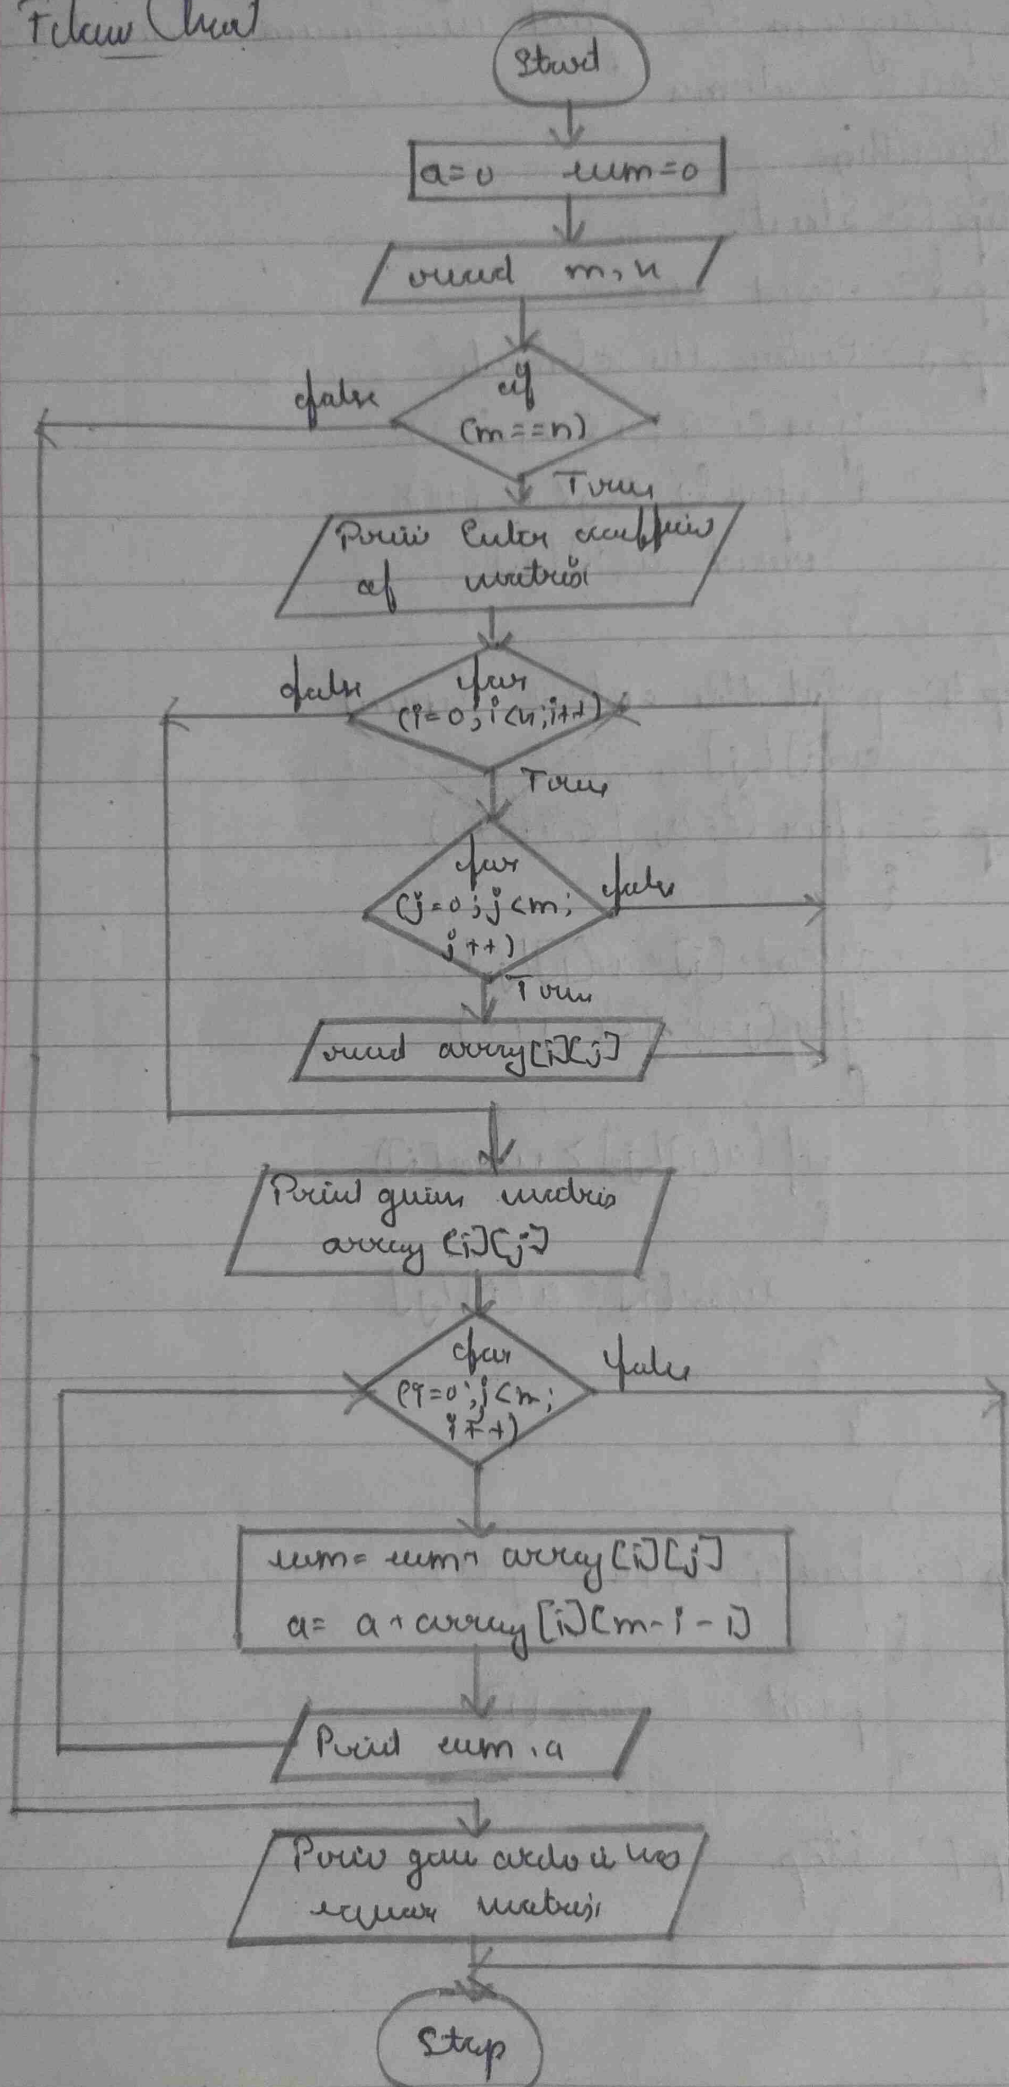 Flow Chart
Start
a=0 sum=0
read m,n
if
false
(m==n)
True
Print Enter
of matrix
for
false
(i=0;i<n;i++)
True
for
false
(j=0;j<m;
j++)
True
read array[i][j]
Print given matrix
array [i][j]
for
false
(i=0;j<m;
i++)
sum= sum+ array[i][j]
a= a+array[i][m-i-1]
Print sum,a
Print order is not
square matrix
Stop